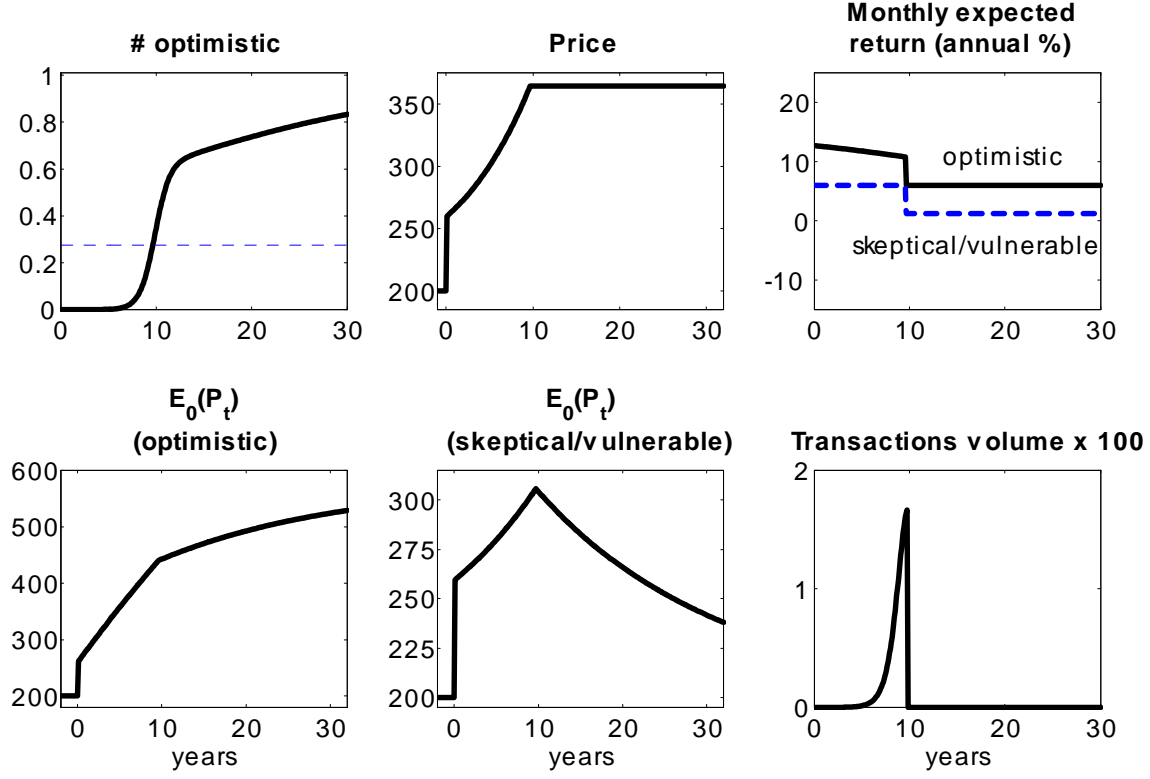 # optimistic
1
0.8
0.6
0.4
0.2
0
0 10 20 30
Price
350
300
250
200
0 10 20 30
Monthly expected
return (annual %)
20
10
0
-10
optimistic
skeptical/vulnerable
0 10 20 30
E0(Pt)
(optimistic)
600
500
400
300
200
0 10 20 30
years
E0(Pt)
(skeptical/vulnerable)
300
275
250
225
200
0 10 20 30
years
Transactions volume x 100
2
1
0
0 10 20 30
years